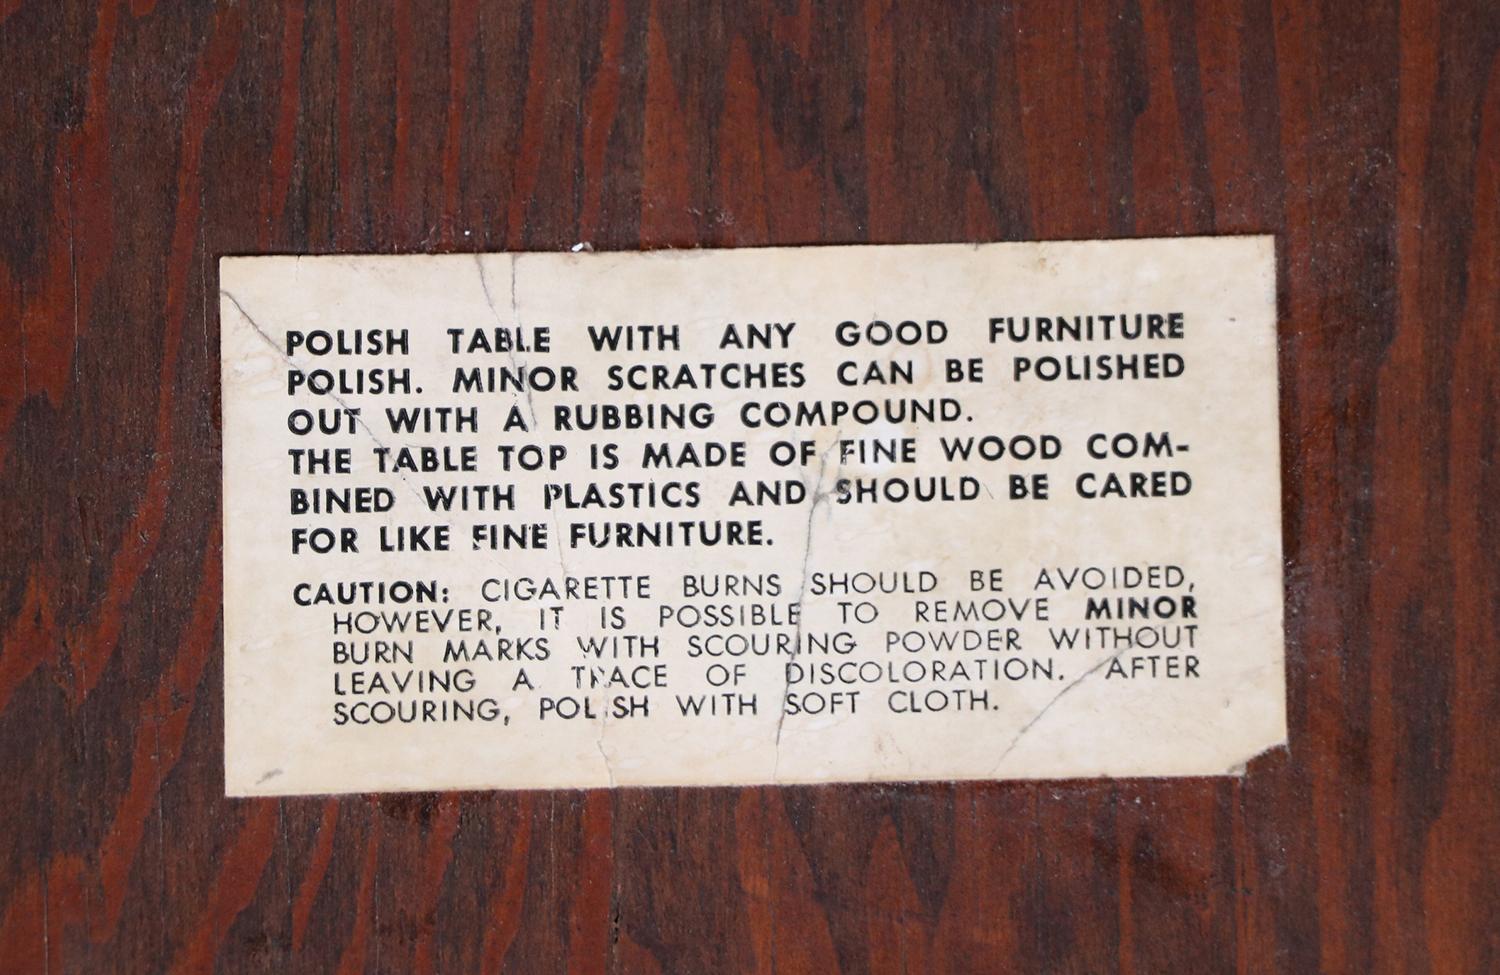 POLISH TABLE WITH ANY GOOD FURNITURE
POLISH. MINOR SCRATCHES CAN BE POLISHED
OUT WITH A RUBBING COMPOUND.
THE TABLE TOP IS MADE OF FINE WOOD COM-
BINED WITH PLASTICS AND SHOULD BE CARED
FOR LIKE FINE FURNITURE.
CAUTION: CIGARETTE BURNS SHOULD BE AVOIDED,
HOWEVER, IT IS POSSIBLE TO REMOVE MINOR
BURN MARKS WITH SCOURING POWDER WITHOUT
LEAVING A TRACE OF DISCOLORATION. AFTER
SCOURING, POLISH WITH SOFT CLOTH.